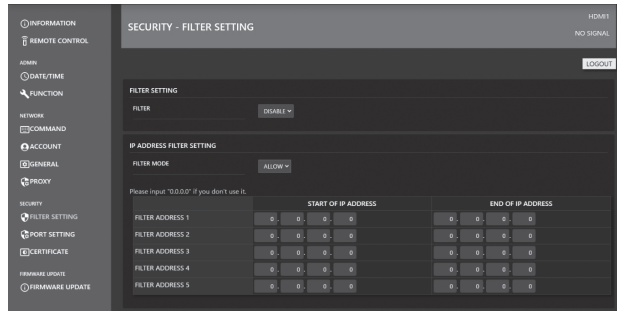 INFORMATION
REMOTE CONTROL
ADMIN
DATE/TIME
FUNCTION
NETWORK
COMMAND
ACCOUNT
GENERAL
PROXY
SECURITY
FILTER SETTING
PORT SETTING
CERTIFICATE
FIRMWARE UPDATE
FIRMWARE UPDATE
SECURITY - FILTER SETTING
HDMI1
NO SIGNAL
LOGOUT
FILTER SETTING
FILTER DISABLE
IP ADDRESS FILTER SETTING
FILTER MODE ALLOW
Please input "0.0.0.0" if you don't use it.
START OF IP ADDRESS END OF IP ADDRESS
FILTER ADDRESS 1 0 . 0 . 0 . 0 0 . 0 . 0 . 0
FILTER ADDRESS 2 0 . 0 . 0 . 0 0 . 0 . 0 . 0
FILTER ADDRESS 3 0 . 0 . 0 . 0 0 . 0 . 0 . 0
FILTER ADDRESS 4 0 . 0 . 0 . 0 0 . 0 . 0 . 0
FILTER ADDRESS 5 0 . 0 . 0 . 0 0 . 0 . 0 . 0